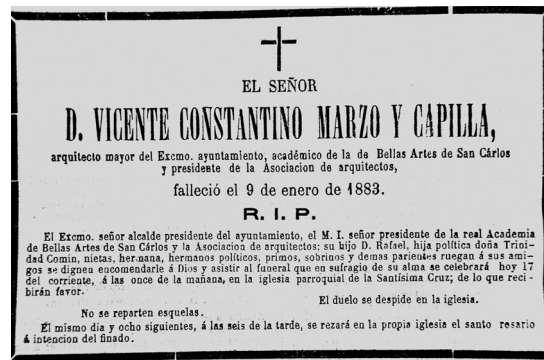 EL SEÑOR
D. VICENTE CONSTANTINO MARZO Y CAPILLA,
arquitecto mayor del Excmo. ayuntamiento, académico de la de Bellas Artes de San Cárlos
y presidente de la Asociacion de arquitectos,
falleció el 9 de enero de 1883.
R. I. P.
El Excmo. señor alcalde presidente del ayuntamiento, el M. I. señor presidente de la real Academia
de Bellas Artes de San Cárlos y la Asociacion de arquitectos; su hijo D. Rafael, hija política doña Trini-
dad Comin, nietas, hermana, hermanos políticos, primos, sobrinos y demas parientes ruegan á sus ami-
gos se dignen encomendarle á Dios y asistir al funeral que en sufragio de su alma se celebrará hoy 17
del corriente, á las once de la mañana, en la iglesia parroquial de la Santísima Cruz; de lo que reci-
birán favor.
El duelo se despide en la iglesia.
No se reparten esquelas.
El mismo dia y ocho siguientes, á las seis de la tarde, se rezará en la propia iglesia el santo rosario
á intencion del finado.